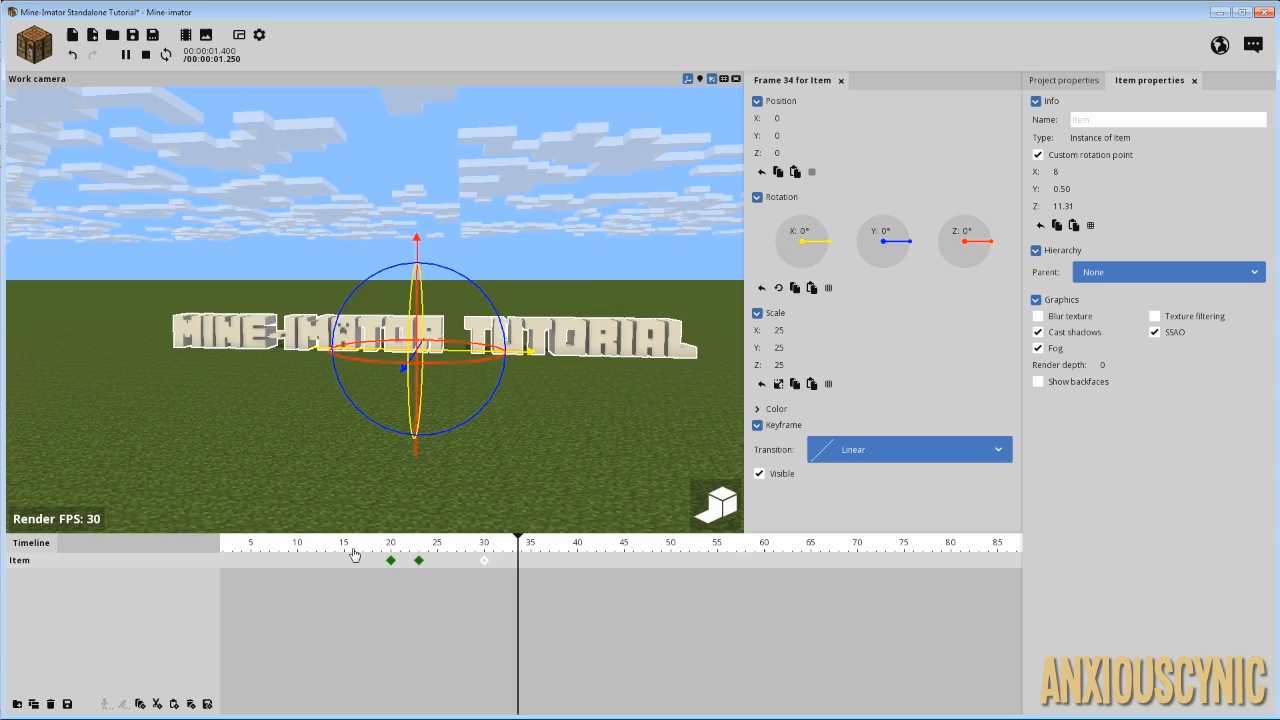 Mine-Imator Standalone Tutorial* - Mine-imator
00:00:01.400
/00:00:01.250
Work camera
MINE-IMATOR TUTORIAL
Render FPS: 30
Frame 34 for Item
Position
X: 0
Y: 0
Z: 0
Rotation
X: 0° Y: 0° Z: 0°
Scale
X: 25
Y: 25
Z: 25
Color
Keyframe
Transition: Linear
Visible
Project properties Item properties
Info
Name: Item
Type: Instance of Item
Custom rotation point
X: 8
Y: 0.50
Z: 11.31
Hierarchy
Parent: None
Graphics
Blur texture Texture filtering
Cast shadows SSAO
Fog
Render depth: 0
Show backfaces
Timeline 5 10 15 20 25 30 35 40 45 50 55 60 65 70 75 80 85
Item
ANXIOUSCYNIC